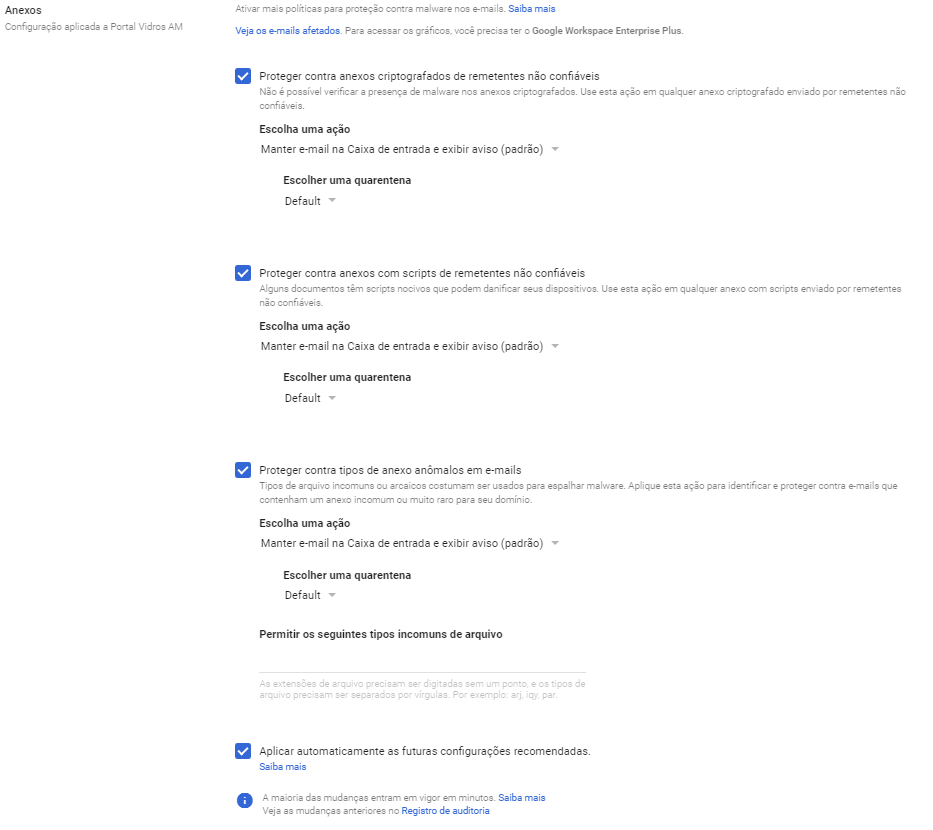 Anexos
Configuração aplicada a Portal Vidros AM
Ativar mais políticas para proteção contra malware nos e-mails. Saiba mais
Veja os e-mails afetados. Para acessar os gráficos, você precisa ter o Google Workspace Enterprise Plus.
Proteger contra anexos criptografados de remetentes não confiáveis
Não é possível verificar a presença de malware nos anexos criptografados. Use esta ação em qualquer anexo criptografado enviado por remetentes não
confiáveis.
Escolha uma ação
Manter e-mail na Caixa de entrada e exibir aviso (padrão)
Escolher uma quarentena
Default
Proteger contra anexos com scripts de remetentes não confiáveis
Alguns documentos têm scripts nocivos que podem danificar seus dispositivos. Use esta ação em qualquer anexo com scripts enviado por remetentes
não confiáveis.
Escolha uma ação
Manter e-mail na Caixa de entrada e exibir aviso (padrão)
Escolher uma quarentena
Default
Proteger contra tipos de anexo anômalos em e-mails
Tipos de arquivo incomuns ou arcaicos costumam ser usados para espalhar malware. Aplique esta ação para identificar e proteger contra e-mails que
contenham um anexo incomum ou muito raro para seu domínio.
Escolha uma ação
Manter e-mail na Caixa de entrada e exibir aviso (padrão)
Escolher uma quarentena
Default
Permitir os seguintes tipos incomuns de arquivo
As extensões de arquivo precisam ser digitadas sem um ponto, e os tipos de
arquivo precisam ser separados por vírgulas. Por exemplo: arj, iqy, par.
Aplicar automaticamente as futuras configurações recomendadas.
Saiba mais
A maioria das mudanças entram em vigor em minutos. Saiba mais
Veja as mudanças anteriores no Registro de auditoria